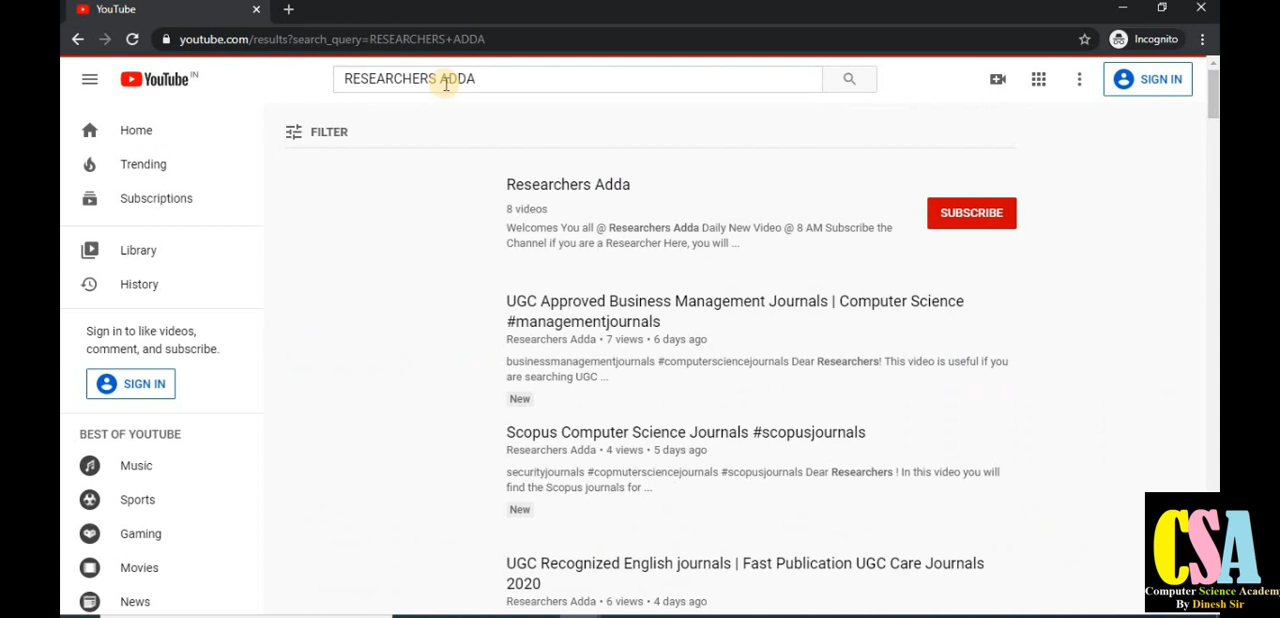 YouTube
youtube.com/results?search_query=RESEARCHERS+ADDA
Incognito
YouTube IN
RESEARCHERS ADDA
SIGN IN
Home
Trending
Subscriptions
Library
History
Sign in to like videos,
comment, and subscribe.
SIGN IN
BEST OF YOUTUBE
Music
Sports
Gaming
Movies
News
FILTER
Researchers Adda
8 videos
Welcomes You all @ Researchers Adda Daily New Video @ 8 AM Subscribe the
Channel if you are a Researcher Here, you will ...
SUBSCRIBE
UGC Approved Business Management Journals | Computer Science
#managementjournals
Researchers Adda • 7 views • 6 days ago
businessmanagementjournals #computersciencejournals Dear Researchers! This video is useful if you
are searching UGC ...
New
Scopus Computer Science Journals #scopusjournals
Researchers Adda • 4 views • 5 days ago
securityjournals #copmutersciencejournals #scopusjournals Dear Researchers ! In this video you will
find the Scopus journals for ...
New
UGC Recognized English journals | Fast Publication UGC Care Journals
2020
Researchers Adda • 6 views • 4 days ago
CSA
Computer Science Academy
By Dinesh Sir